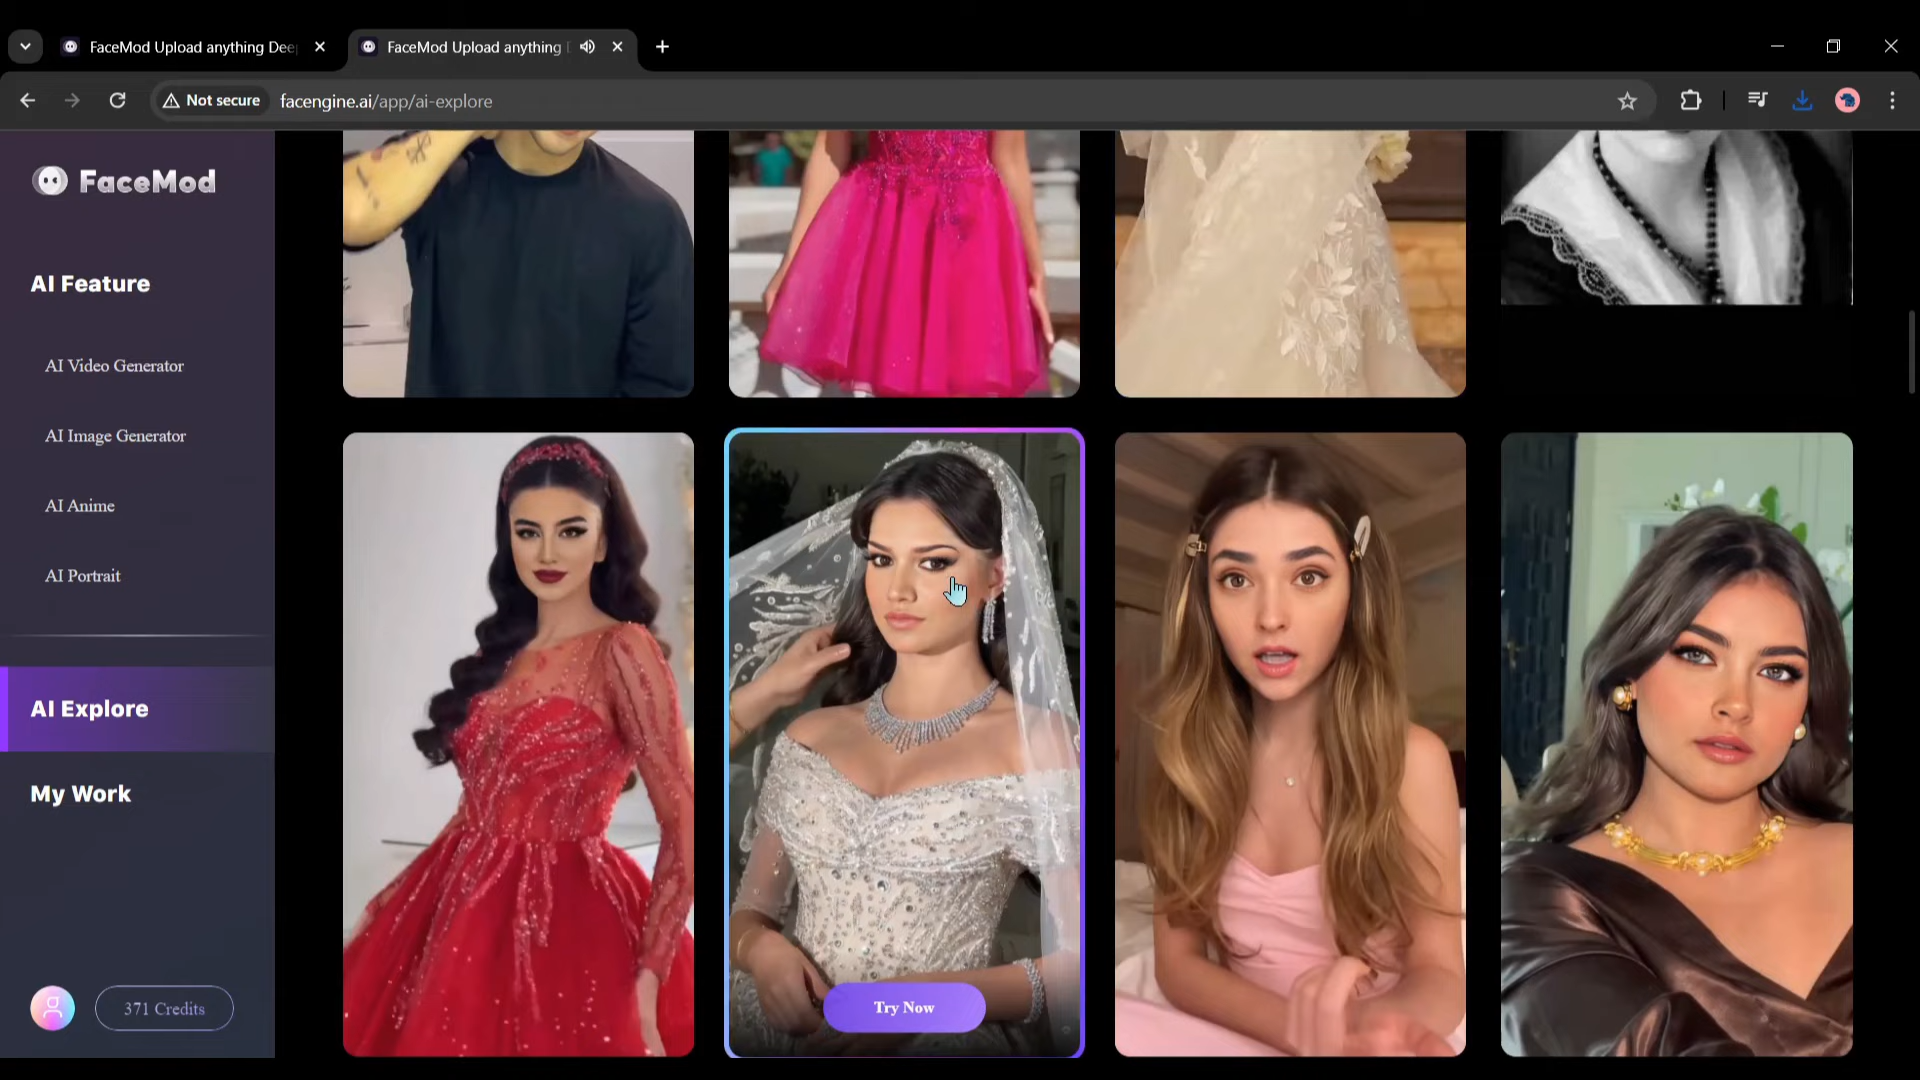 FaceMod Upload anything Dee
FaceMod Upload anything
Not secure
facengine.ai/app/ai-explore
FaceMod
AI Feature
AI Video Generator
AI Image Generator
AI Anime
AI Portrait
AI Explore
My Work
371 Credits
Try Now